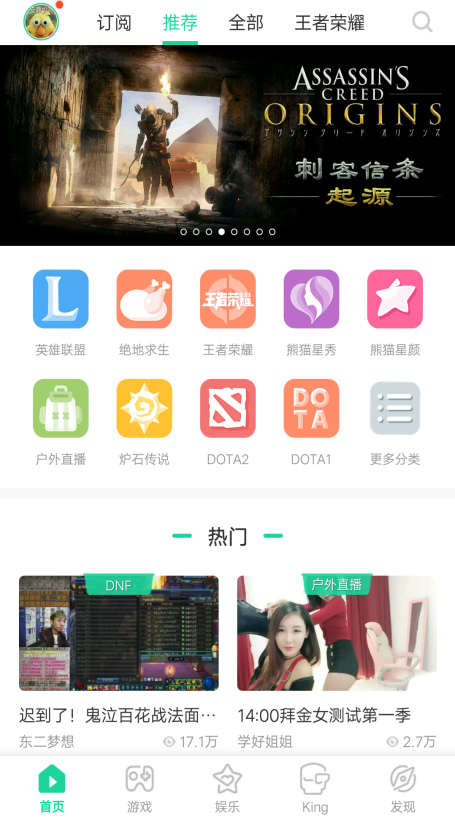 订阅 推荐 全部 王者荣耀
ASSASSIN'S
CREED
ORIGINS
アサシン クリード オリジンズ
刺客信条
起源
王者荣耀
英雄联盟 绝地求生 王者荣耀 熊猫星秀 熊猫星颜
DO
TA
户外直播 炉石传说 DOTA2 DOTA1 更多分类
热门
DNF 户外直播
迟到了！鬼泣百花战法面… 14:00拜金女测试第一季
东二梦想 17.1万 学好姐姐 2.7万
首页 游戏 娱乐 King 发现